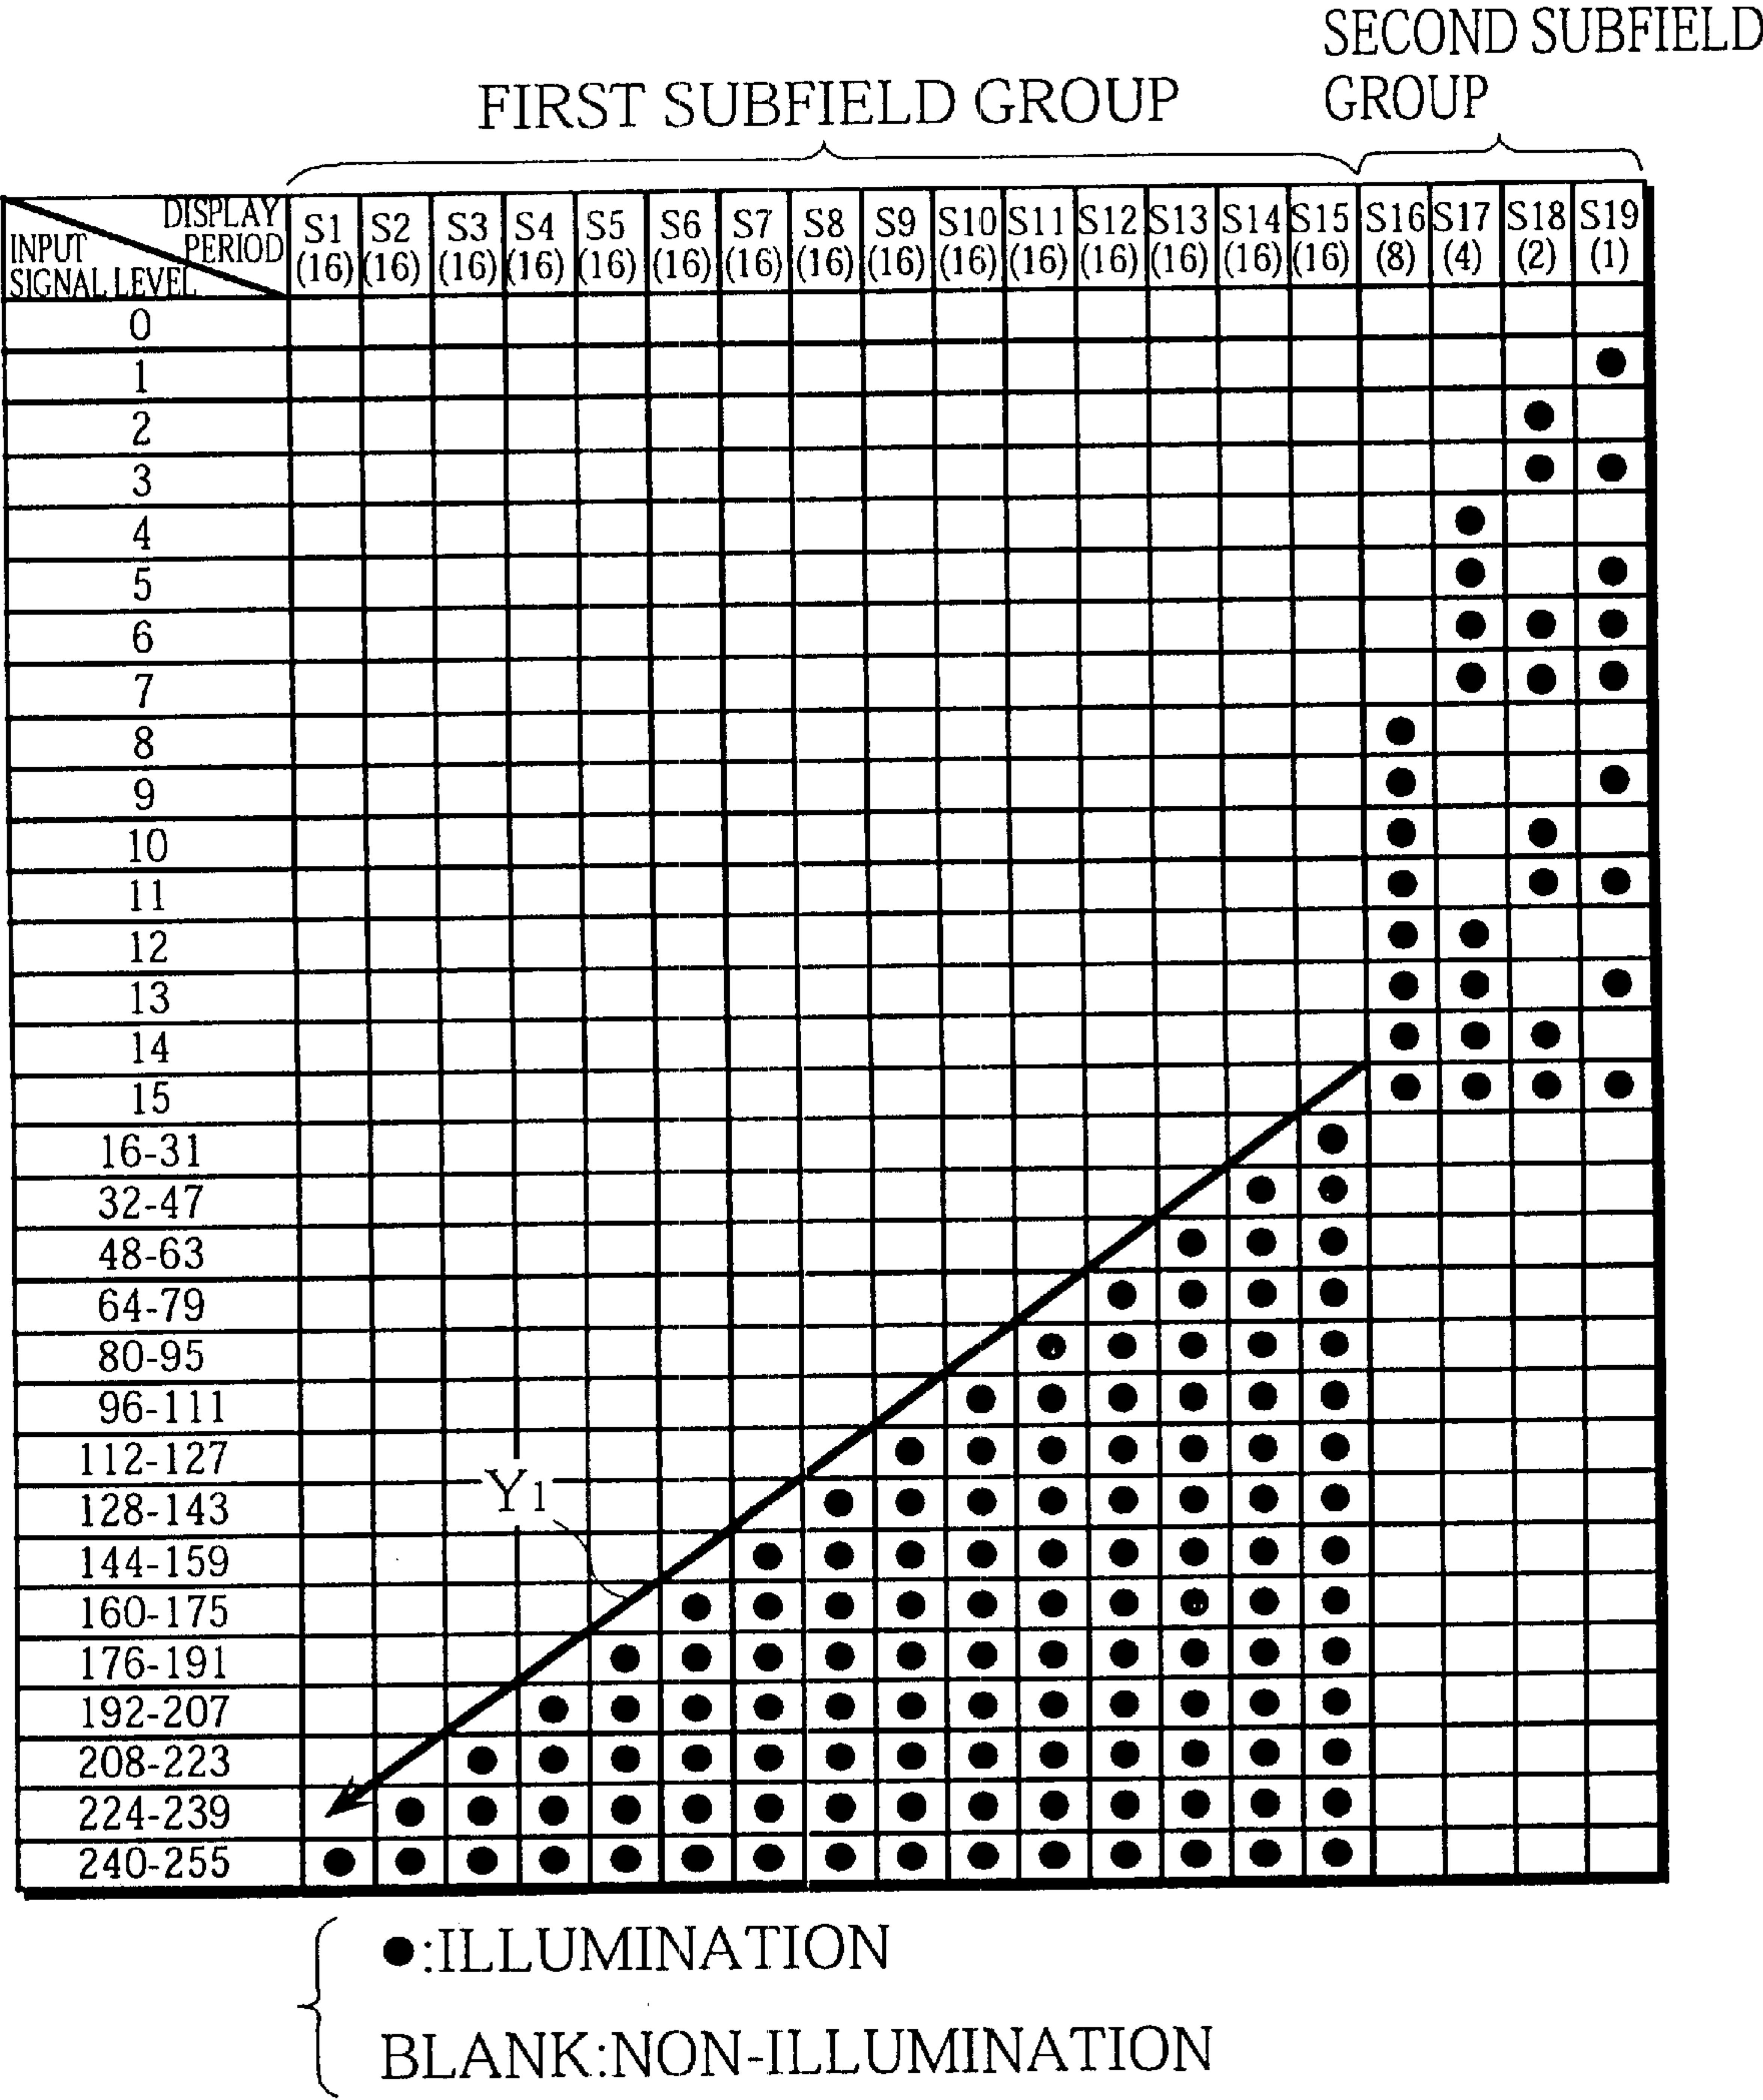 SECOND SUBFIELD
GROUP
FIRST SUBFIELD GROUP
DISPLAY
PERIOD
INPUT
SIGNAL LEVEL
S1 S2 S3 S4 S5 S6 S7 S8 S9 S10 S11 S12 S13 S14 S15 S16 S17 S18 S19
(16) (16) (16) (16) (16) (16) (16) (16) (16) (16) (16) (16) (16) (16) (16) (8) (4) (2) (1)
0
1 ●
2 ●
3 ● ●
4 ●
5 ● ●
6 ● ● ●
7 ● ● ●
8 ●
9 ● ●
10 ● ●
11 ● ● ●
12 ● ●
13 ● ● ●
14 ● ● ●
15 ● ● ● ●
16-31 ●
32-47 ● ●
48-63 ● ● ●
64-79 ● ● ● ●
80-95 ● ● ● ● ●
96-111 ● ● ● ● ● ●
112-127 ● ● ● ● ● ● ●
Y1
128-143 ● ● ● ● ● ● ● ●
144-159 ● ● ● ● ● ● ● ● ●
160-175 ● ● ● ● ● ● ● ● ● ●
176-191 ● ● ● ● ● ● ● ● ● ● ●
192-207 ● ● ● ● ● ● ● ● ● ● ● ●
208-223 ● ● ● ● ● ● ● ● ● ● ● ● ●
224-239 ● ● ● ● ● ● ● ● ● ● ● ● ● ●
240-255 ● ● ● ● ● ● ● ● ● ● ● ● ● ● ●
●:ILLUMINATION
BLANK:NON-ILLUMINATION